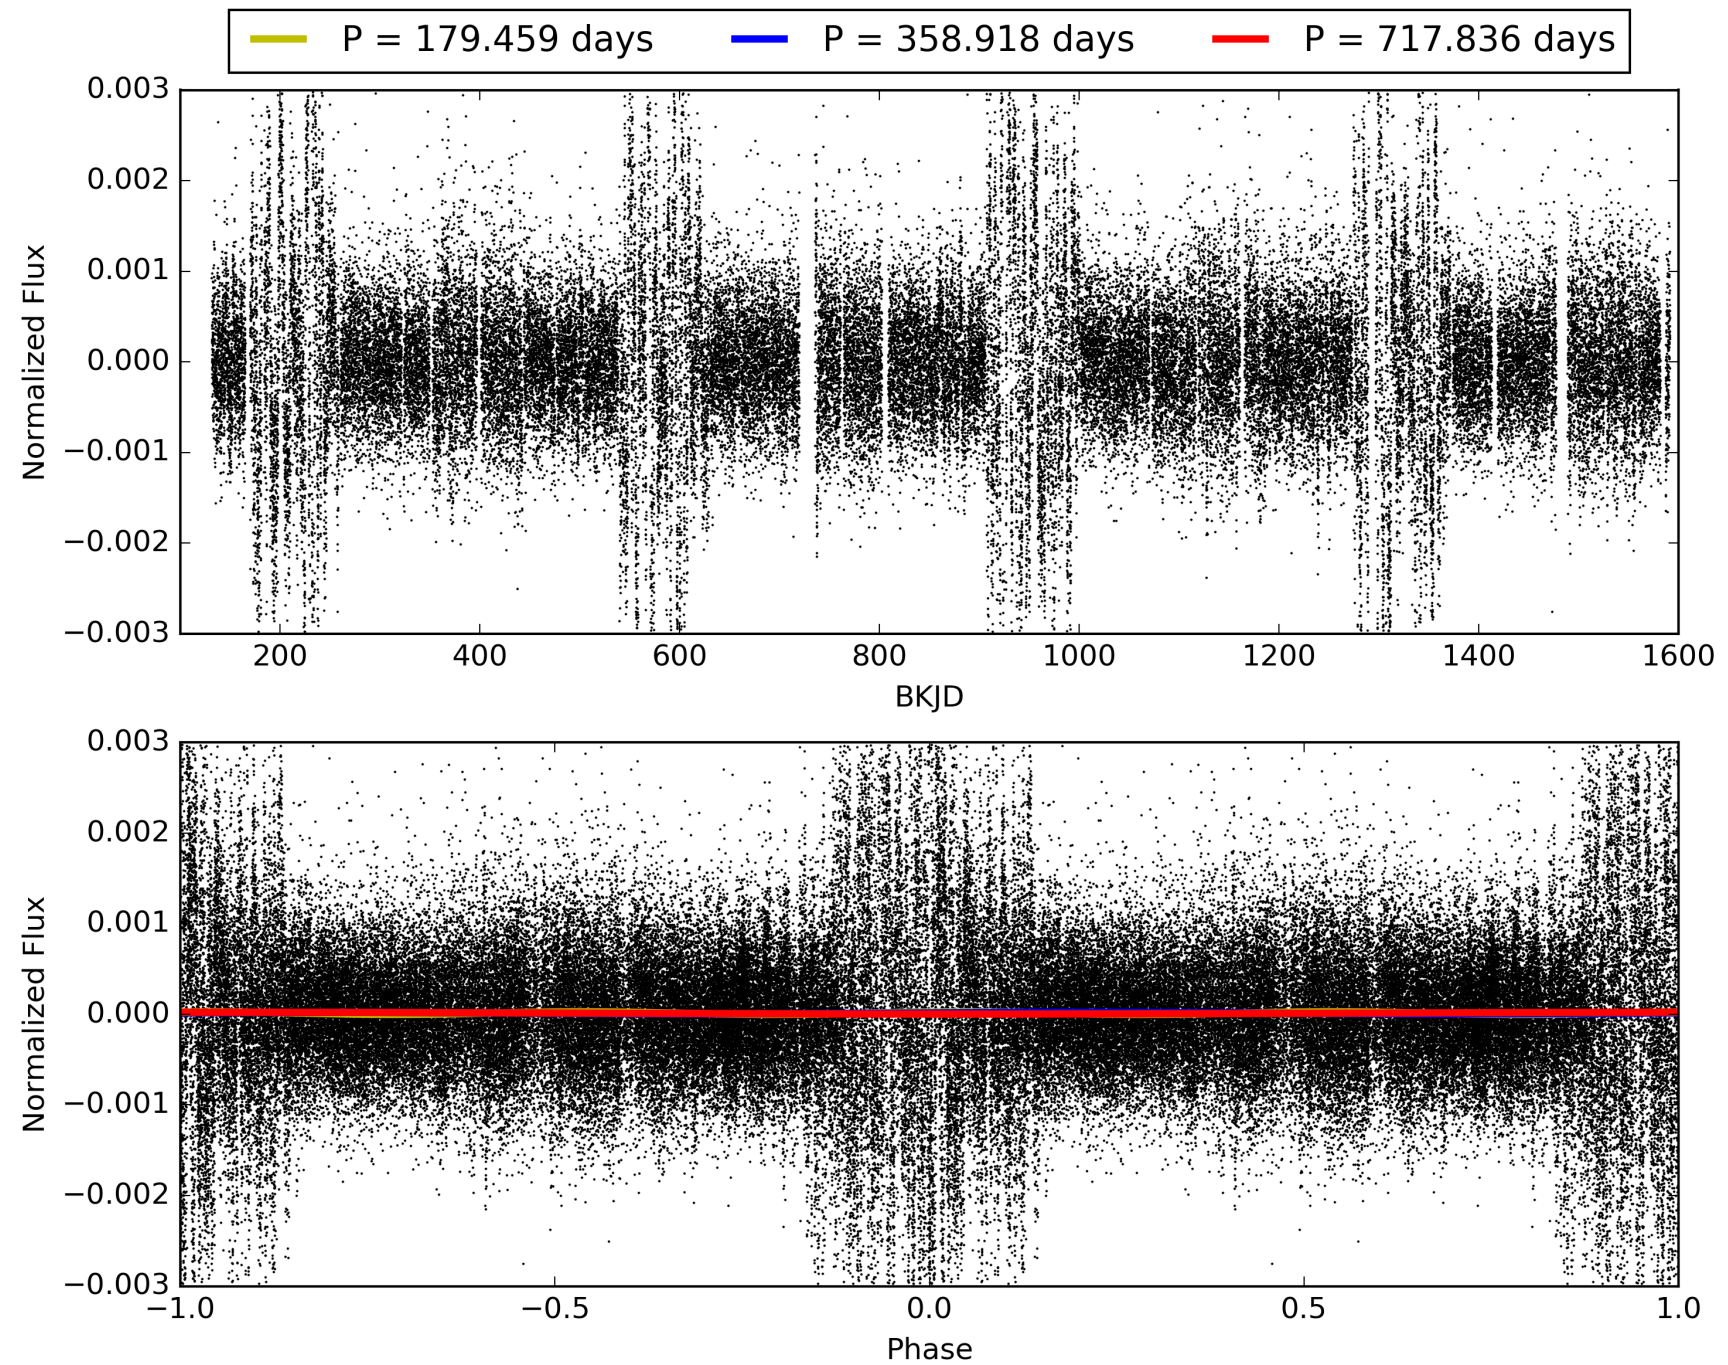 P = 179.459 days P = 358.918 days P = 717.836 days
0.003
0.002
0.001
0.000
−0.001
−0.002
−0.003
Normalized Flux
200 400 600 800 1000 1200 1400 1600
BKJD
0.003
0.002
0.001
0.000
−0.001
−0.002
−0.003
Normalized Flux
−1.0 −0.5 0.0 0.5 1.0
Phase